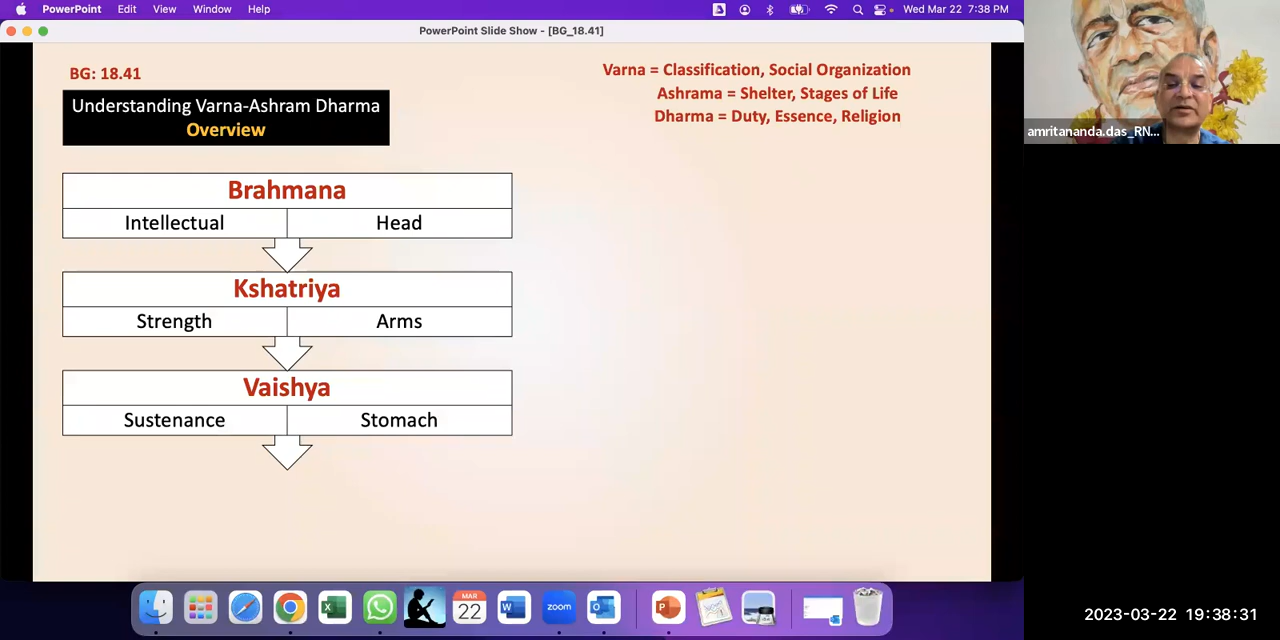 PowerPoint Edit View Window Help
Wed Mar 22 7:38 PM
PowerPoint Slide Show - [BG_18.41]
BG: 18.41
Understanding Varna-Ashram Dharma
Overview
Varna = Classification, Social Organization
Ashrama = Shelter, Stages of Life
Dharma = Duty, Essence, Religion
Brahmana
Intellectual Head
Kshatriya
Strength Arms
Vaishya
Sustenance Stomach
amritananda.das_RN...
MAR
22
zoom
2023-03-22 19:38:31